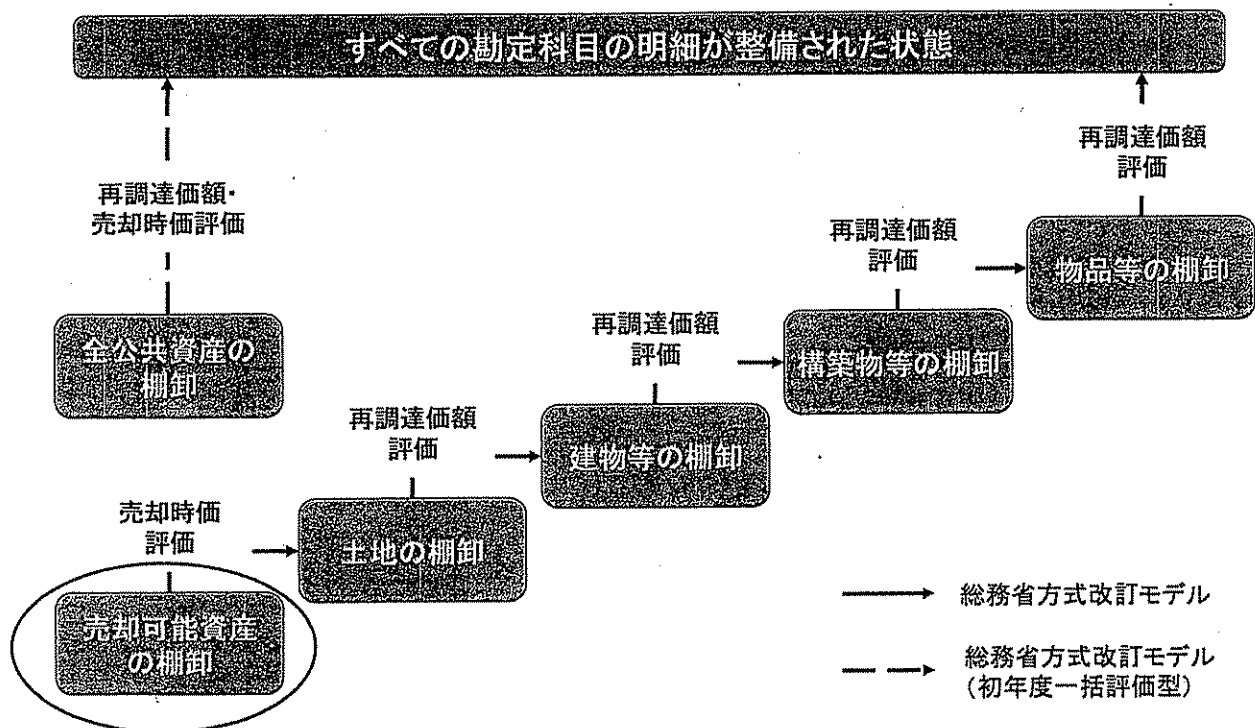 すべての勘定科目の明細が整備された状態
再調達価額・
売却時価評価
再調達価額
評価
全公共資産の
棚卸
再調達価額
評価
物品等の棚卸
再調達価額
評価
構築物等の棚卸
再調達価額
評価
建物等の棚卸
売却時価
評価
土地の棚卸
売却可能資産
の棚卸
総務省方式改訂モデル
総務省方式改訂モデル
(初年度一括評価型)